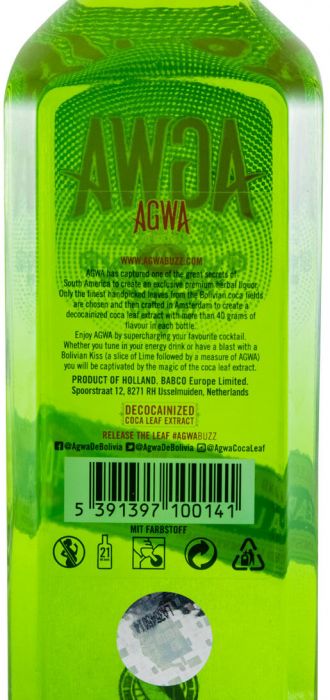 AGWA
AGWA
WWW.AGWABUZZ.COM
AGWA has captured one of the great secrets of
South America to create an exclusive premium herbal liquor.
Only the finest handpicked leaves from the Bolivian coca fields
are chosen and then crafted in Amsterdam to create a
decocainized coca leaf extract with more than 40 grams of
flavour in each bottle.
Enjoy AGWA by supercharging your favourite cocktail.
Whether you tune in your energy drink or have a blast with a
Bolivian Kiss (a slice of Lime followed by a measure of AGWA)
you will be captivated by the magic of the coca leaf extract.
PRODUCT OF HOLLAND. BABCO Europe Limited.
Spoorstraat 12, 8271 RH IJsselmuiden, Netherlands
DECOCAINIZED
COCA LEAF EXTRACT
RELEASE THE LEAF #AGWABUZZ
@AgwaDeBolivia @AgwaDeBolivia @AgwaCocaLeaf
5 391397 100141
MIT FARBSTOFF
21